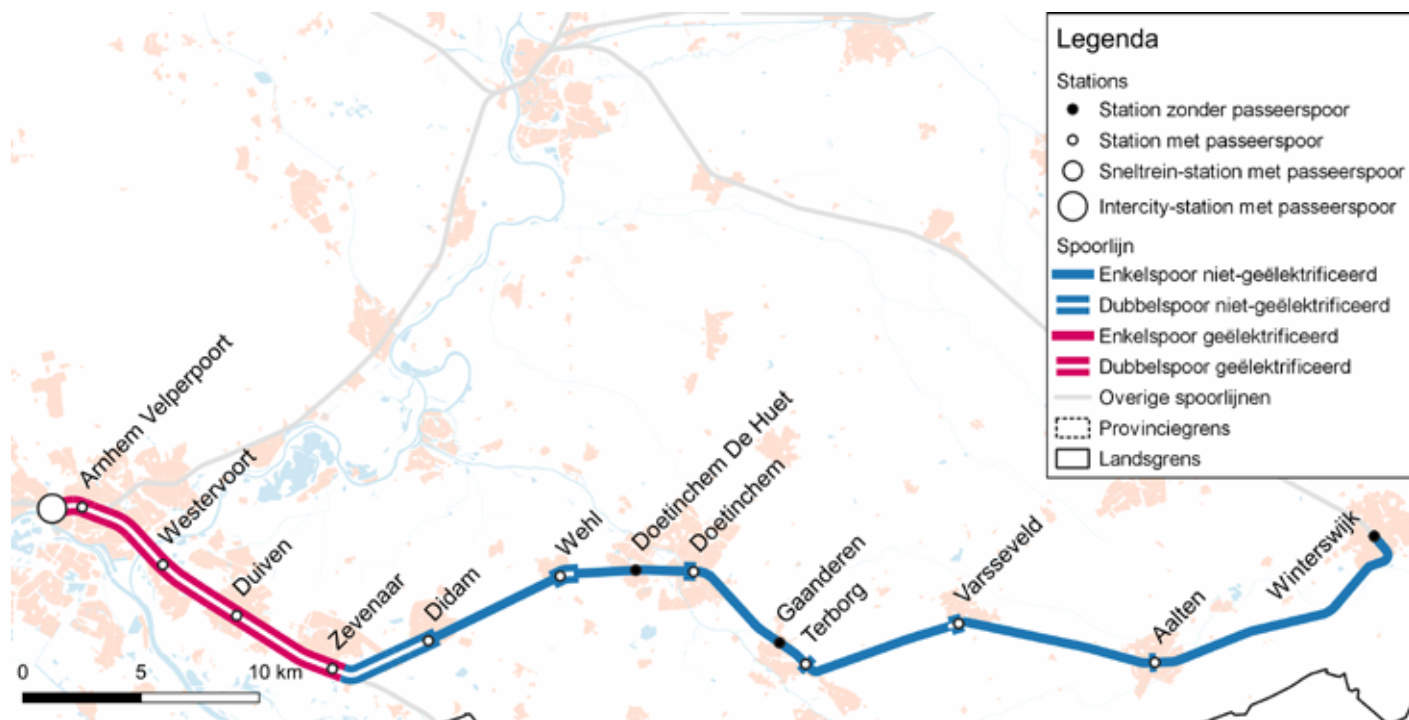 Legenda
Stations
Station zonder passeerspoor
Station met passeerspoor
Sneltrein-station met passeerspoor
Intercity-station met passeerspoor
Spoorlijn
Enkelspoor niet-geëlektrificeerd
Dubbelspoor niet-geëlektrificeerd
Enkelspoor geëlektrificeerd
Dubbelspoor geëlektrificeerd
Overige spoorlijnen
Provinciegrens
Landsgrens
Arnhem Velperpoort
Westervoort
Duiven
Zevenaar
Didam
Wehl
Doetinchem De Huet
Doetinchem
Gaanderen
Terborg
Varsseveld
Aalten
Winterswijk
0 5 10 km